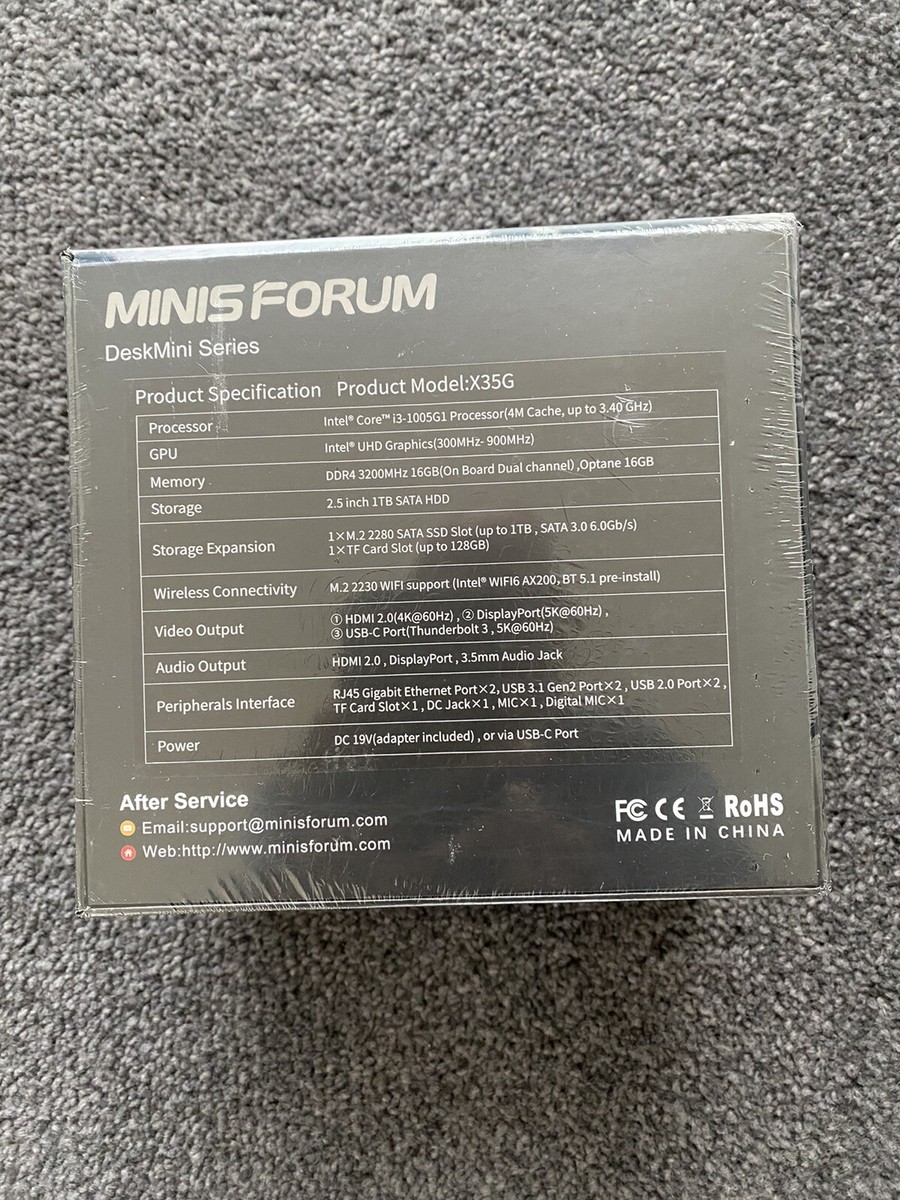 MINISFORUM
DeskMini Series
Product Specification Product Model:X35G
Processor Intel® Core™ i3-1005G1 Processor(4M Cache, up to 3.40 GHz)
GPU Intel® UHD Graphics(300MHz- 900MHz)
Memory DDR4 3200MHz 16GB(On Board Dual channel) ,Optane 16GB
Storage 2.5 inch 1TB SATA HDD
Storage Expansion 1×M.2 2280 SATA SSD Slot (up to 1TB , SATA 3.0 6.0Gb/s)
1×TF Card Slot (up to 128GB)
Wireless Connectivity M.2 2230 WIFI support (Intel® WIFI6 AX200, BT 5.1 pre-install)
Video Output ① HDMI 2.0(4K@60Hz) , ② DisplayPort(5K@60Hz) ,
③ USB-C Port(Thunderbolt 3 , 5K@60Hz)
Audio Output HDMI 2.0 , DisplayPort , 3.5mm Audio Jack
Peripherals Interface RJ45 Gigabit Ethernet Port×2, USB 3.1 Gen2 Port×2 , USB 2.0 Port×2 ,
TF Card Slot×1 , DC Jack×1 , MIC×1 , Digital MIC×1
Power DC 19V(adapter included) , or via USB-C Port
After Service
Email:support@minisforum.com
Web:http://www.minisforum.com
FC CE RoHS
MADE IN CHINA